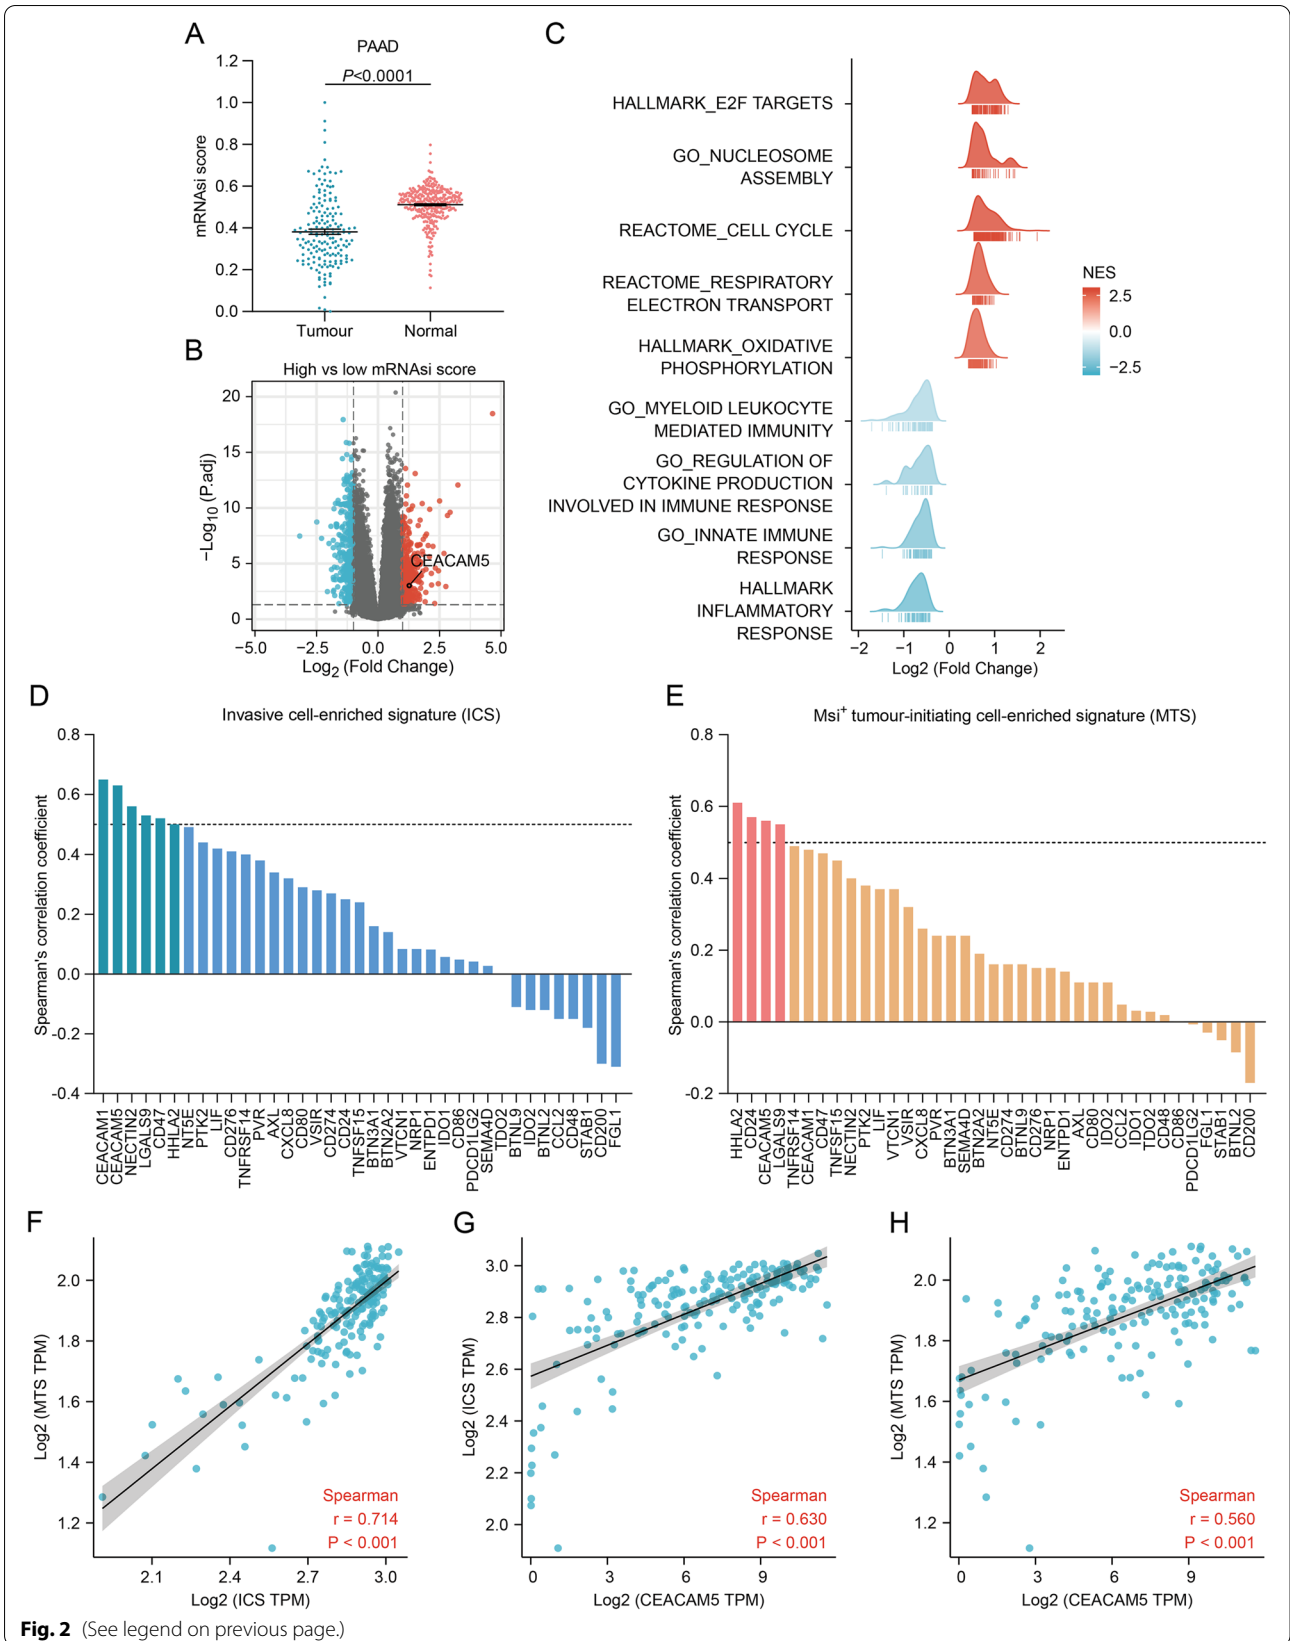 A
PAAD
P<0.0001
mRNAsi score
1.2
1.0
0.8
0.6
0.4
0.2
0.0
Tumour Normal
B
High vs low mRNAsi score
−Log10 (P.adj)
20
15
10
5
0
CEACAM5
−5.0 −2.5 0.0 2.5 5.0
Log2 (Fold Change)
C
HALLMARK_E2F TARGETS
GO_NUCLEOSOME
ASSEMBLY
REACTOME_CELL CYCLE
REACTOME_RESPIRATORY
ELECTRON TRANSPORT
HALLMARK_OXIDATIVE
PHOSPHORYLATION
GO_MYELOID LEUKOCYTE
MEDIATED IMMUNITY
GO_REGULATION OF
CYTOKINE PRODUCTION
INVOLVED IN IMMUNE RESPONSE
GO_INNATE IMMUNE
RESPONSE
HALLMARK
INFLAMMATORY
RESPONSE
−2 −1 0 1 2
Log2 (Fold Change)
NES
2.5
0.0
−2.5
D
Invasive cell-enriched signature (ICS)
Spearman's correlation coefficient
0.8
0.6
0.4
0.2
0.0
-0.2
-0.4
CEACAM1
CEACAM5
NECTIN2
LGALS9
CD47
HHLA2
NT5E
PTK2
LIF
CD276
TNFRSF14
PVR
AXL
CXCL8
CD80
VSIR
CD274
CD24
TNFSF15
BTN3A1
BTN2A2
VTCN1
NRP1
ENTPD1
IDO1
CD86
PDCD1LG2
SEMA4D
TDO2
BTNL9
IDO2
BTNL2
CCL2
CD48
STAB1
CD200
FGL1
E
Msi+ tumour-initiating cell-enriched signature (MTS)
Spearman's correlation coefficient
0.8
0.6
0.4
0.2
0.0
-0.2
HHLA2
CD24
CEACAM5
LGALS9
TNFRSF14
CEACAM1
CD47
TNFSF15
NECTIN2
PTK2
LIF
VTCN1
VSIR
CXCL8
PVR
BTN3A1
SEMA4D
BTN2A2
NT5E
CD274
BTNL9
CD276
NRP1
ENTPD1
AXL
CD80
IDO2
CCL2
IDO1
TDO2
CD48
CD86
PDCD1LG2
FGL1
STAB1
BTNL2
CD200
F
Log2 (MTS TPM)
2.0
1.8
1.6
1.4
1.2
Spearman
r = 0.714
P < 0.001
2.1 2.4 2.7 3.0
Log2 (ICS TPM)
G
Log2 (ICS TPM)
3.0
2.8
2.6
2.4
2.2
2.0
Spearman
r = 0.630
P < 0.001
0 3 6 9
Log2 (CEACAM5 TPM)
H
Log2 (MTS TPM)
2.0
1.8
1.6
1.4
1.2
Spearman
r = 0.560
P < 0.001
0 3 6 9
Log2 (CEACAM5 TPM)
Fig. 2 (See legend on previous page.)